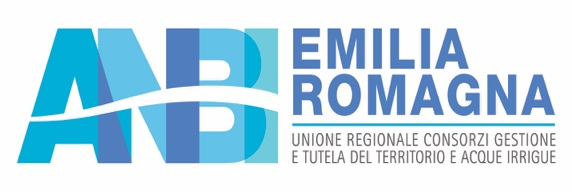 ANBI
EMILIA
ROMAGNA
UNIONE REGIONALE CONSORZI GESTIONE
E TUTELA DEL TERRITORIO E ACQUE IRRIGUE